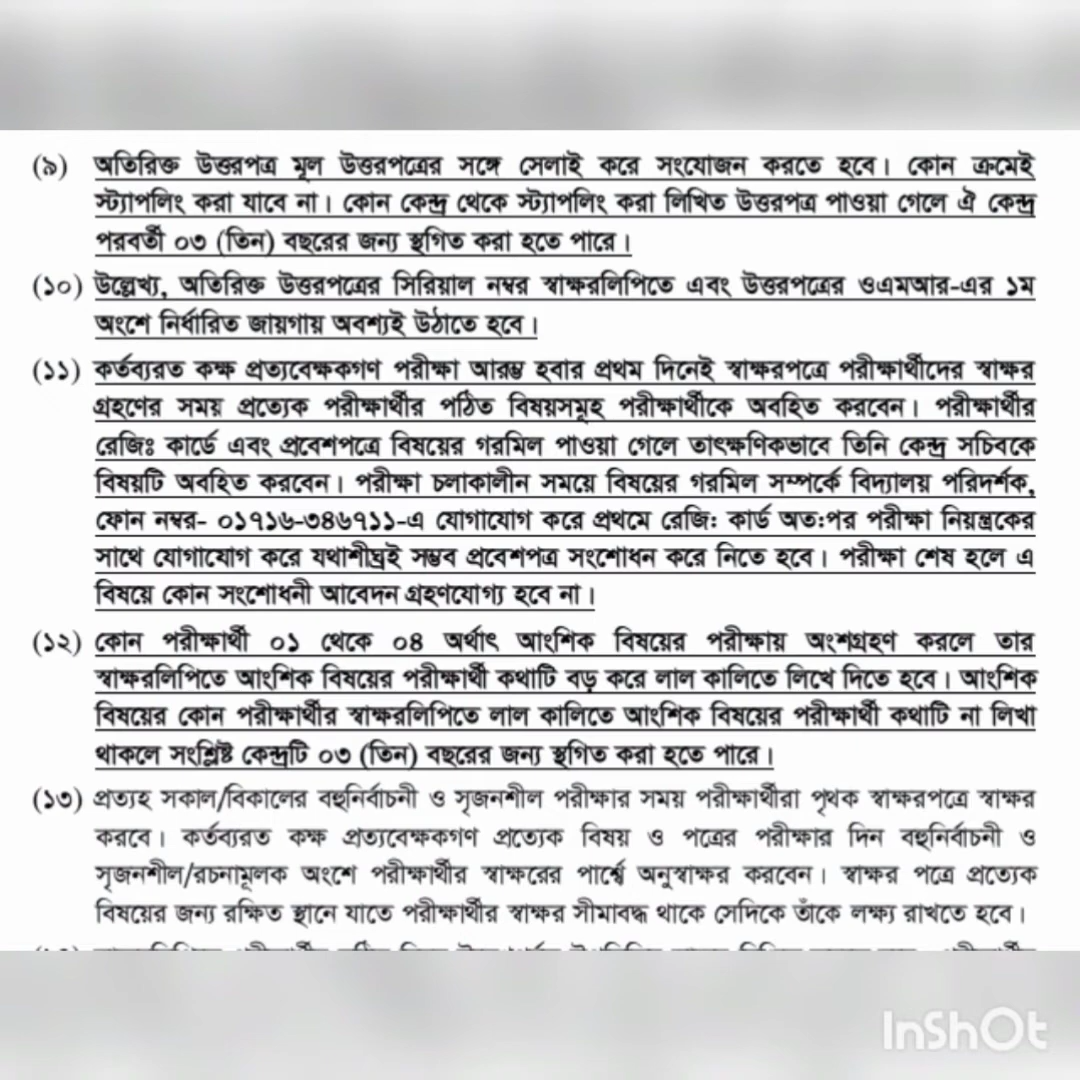 (৯) অতিরিক্ত উত্তরপত্র মূল উত্তরপত্রের সঙ্গে সেলাই করে সংযোজন করতে হবে। কোন ক্রমেই
স্ট্যাপলিং করা যাবে না। কোন কেন্দ্র থেকে স্ট্যাপলিং করা লিখিত উত্তরপত্র পাওয়া গেলে ঐ কেন্দ্র
পরবর্তী ০৩ (তিন) বছরের জন্য স্থগিত করা হতে পারে।
(১০) উল্লেখ্য, অতিরিক্ত উত্তরপত্রের সিরিয়াল নম্বর স্বাক্ষরলিপিতে এবং উত্তরপত্রের ওএমআর-এর ১ম
অংশে নির্ধারিত জায়গায় অবশ্যই উঠাতে হবে।
(১১) কর্তব্যরত কক্ষ প্রত্যবেক্ষকগণ পরীক্ষা আরম্ভ হবার প্রথম দিনেই স্বাক্ষরপত্রে পরীক্ষার্থীদের স্বাক্ষর
গ্রহণের সময় প্রত্যেক পরীক্ষার্থীর পঠিত বিষয়সমূহ পরীক্ষার্থীকে অবহিত করবেন। পরীক্ষার্থীর
রেজিঃ কার্ডে এবং প্রবেশপত্রে বিষয়ের গরমিল পাওয়া গেলে তাৎক্ষণিকভাবে তিনি কেন্দ্র সচিবকে
বিষয়টি অবহিত করবেন। পরীক্ষা চলাকালীন সময়ে বিষয়ের গরমিল সম্পর্কে বিদ্যালয় পরিদর্শক,
ফোন নম্বর- ০১৭১৬-৩৪৬৭১১-এ যোগাযোগ করে প্রথমে রেজি: কার্ড অত:পর পরীক্ষা নিয়ন্ত্রকের
সাথে যোগাযোগ করে যথাশীঘ্রই সম্ভব প্রবেশপত্র সংশোধন করে নিতে হবে। পরীক্ষা শেষ হলে এ
বিষয়ে কোন সংশোধনী আবেদন গ্রহণযোগ্য হবে না।
(১২) কোন পরীক্ষার্থী ০১ থেকে ০৪ অর্থাৎ আংশিক বিষয়ের পরীক্ষায় অংশগ্রহণ করলে তার
স্বাক্ষরলিপিতে আংশিক বিষয়ের পরীক্ষার্থী কথাটি বড় করে লাল কালিতে লিখে দিতে হবে। আংশিক
বিষয়ের কোন পরীক্ষার্থীর স্বাক্ষরলিপিতে লাল কালিতে আংশিক বিষয়ের পরীক্ষার্থী কথাটি না লিখা
থাকলে সংশ্লিষ্ট কেন্দ্রটি ০৩ (তিন) বছরের জন্য স্থগিত করা হতে পারে।
(১৩) প্রত্যহ সকাল/বিকালের বহুনির্বাচনী ও সৃজনশীল পরীক্ষার সময় পরীক্ষার্থীরা পৃথক স্বাক্ষরপত্রে স্বাক্ষর
করবে। কর্তব্যরত কক্ষ প্রত্যবেক্ষকগণ প্রত্যেক বিষয় ও পত্রের পরীক্ষার দিন বহুনির্বাচনী ও
সৃজনশীল/রচনামূলক অংশে পরীক্ষার্থীর স্বাক্ষরের পার্শ্বে অনুস্বাক্ষর করবেন। স্বাক্ষর পত্রে প্রত্যেক
বিষয়ের জন্য রক্ষিত স্থানে যাতে পরীক্ষার্থীর স্বাক্ষর সীমাবদ্ধ থাকে সেদিকে তাঁকে লক্ষ্য রাখতে হবে।
InShOt